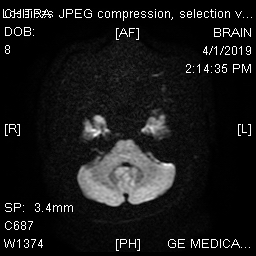 CHITRA
JPEG compression, selection v...
DOB:
8
[AF]
BRAIN
4/1/2019
2:14:35 PM
[R]
[L]
SP: 3.4mm
C687
W1374
[PH]
GE MEDICA...